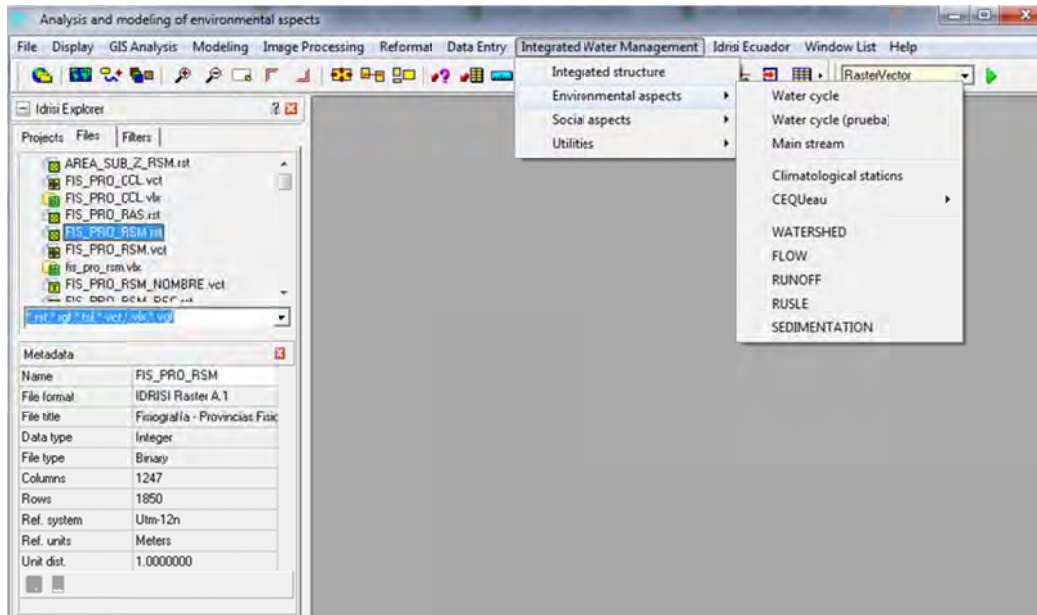 Analysis and modeling of environmental aspects
File Display GIS Analysis Modeling Image Processing Reformat Data Entry Integrated Water Management Idrisi Ecuador Window List Help
RasterVector
Integrated structure
Environmental aspects
Social aspects
Utilities
Water cycle
Water cycle (prueba)
Main stream
Climatological stations
CEQUeau
WATERSHED
FLOW
RUNOFF
RUSLE
SEDIMENTATION
Idrisi Explorer
Projects Files Filters
AREA_SUB_Z_RSM.rst
FIS_PRO_CCL.vct
FIS_PRO_CCL.vlx
FIS_PRO_RAS.rst
FIS_PRO_RSM.rst
FIS_PRO_RSM.vct
fis_pro_rsm.vlx
FIS_PRO_RSM_NOMBRE.vct
Metadata
Name FIS_PRO_RSM
File format IDRISI Raster A.1
File title Fisiografía - Provincias Fisic
Data type Integer
File type Binary
Columns 1247
Rows 1850
Ref. system Utm-12n
Ref. units Meters
Unit dist. 1.0000000